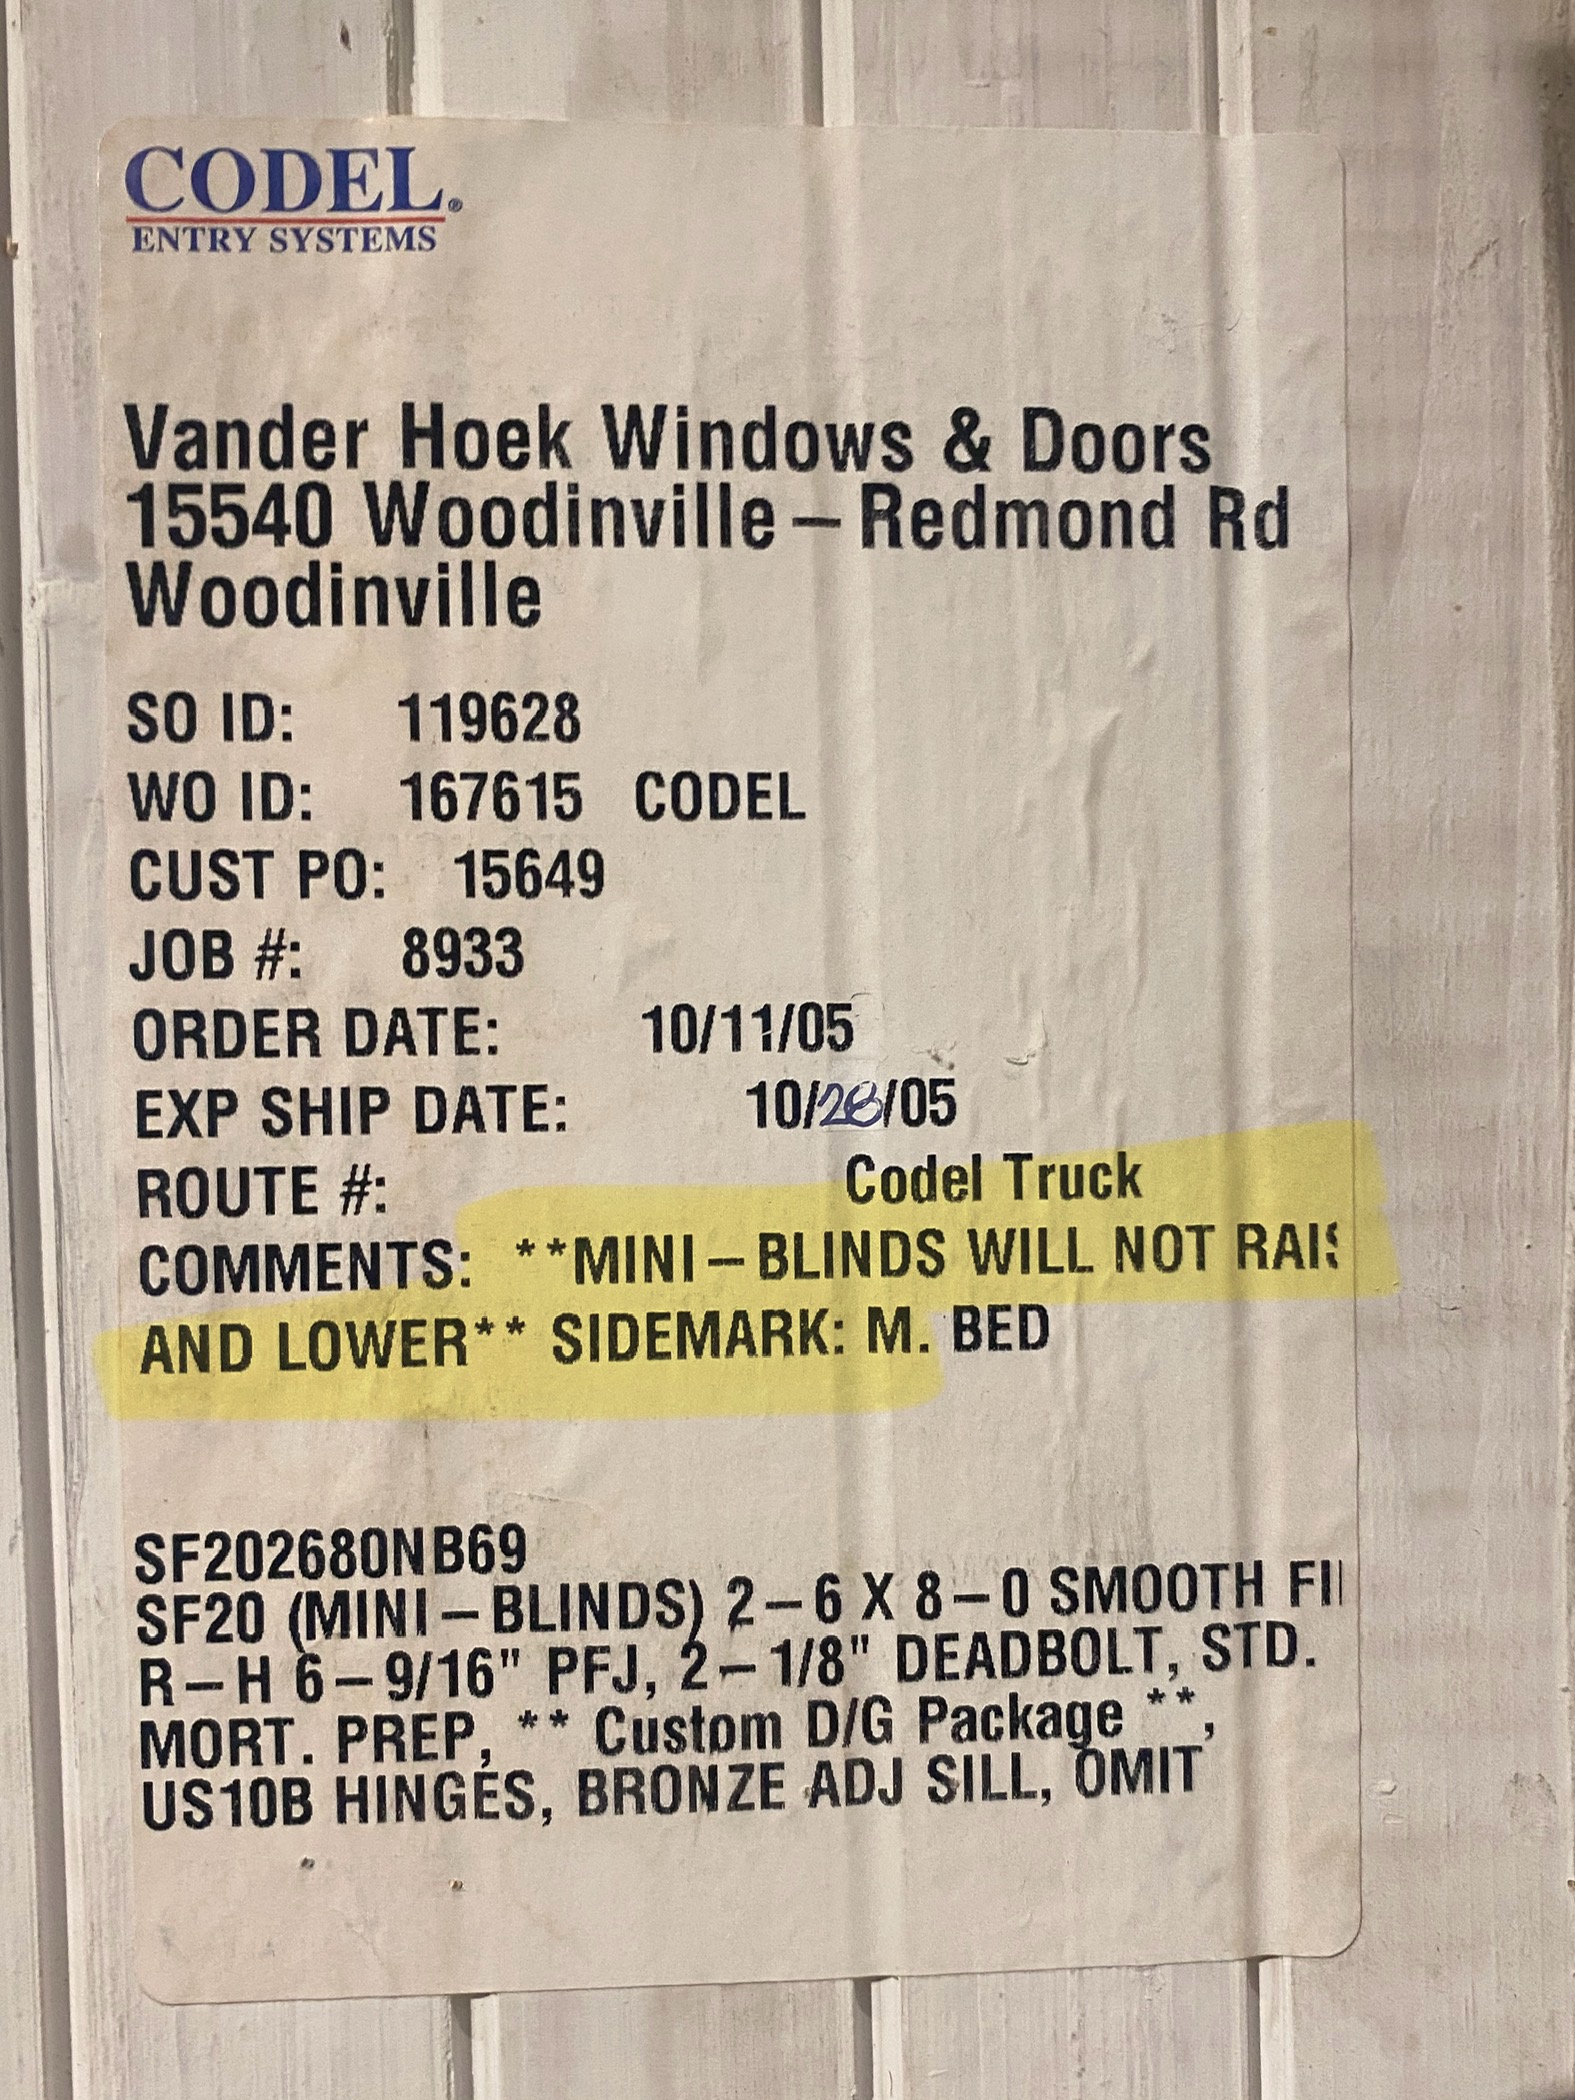 CODEL®
ENTRY SYSTEMS
Vander Hoek Windows & Doors
15540 Woodinville – Redmond Rd
Woodinville
SO ID: 119628
WO ID: 167615 CODEL
CUST PO: 15649
JOB #: 8933
ORDER DATE: 10/11/05
EXP SHIP DATE: 10/28/05
ROUTE #: Codel Truck
COMMENTS: **MINI–BLINDS WILL NOT RAIS
AND LOWER** SIDEMARK: M. BED
SF202680NB69
SF20 (MINI–BLINDS) 2–6 X 8–0 SMOOTH FI
R–H 6–9/16" PFJ, 2–1/8" DEADBOLT, STD.
MORT. PREP, ** Custom D/G Package **,
US10B HINGES, BRONZE ADJ SILL, OMIT